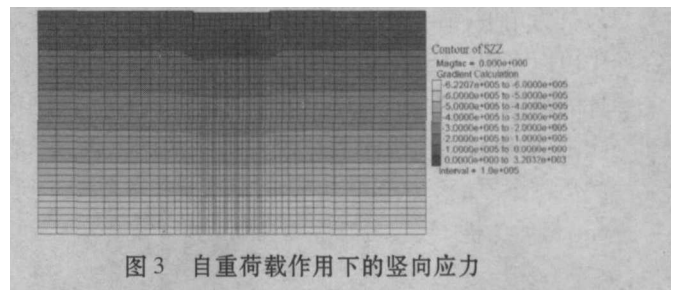 Contour of SZZ
Magfac = 0.000e+000
Gradient Calculation
-6.2207e+005 to -6.0000e+005
-6.0000e+005 to -5.0000e+005
-5.0000e+005 to -4.0000e+005
-4.0000e+005 to -3.0000e+005
-3.0000e+005 to -2.0000e+005
-2.0000e+005 to -1.0000e+005
-1.0000e+005 to 0.0000e+000
0.0000e+000 to 3.2037e+003
Interval = 1.0e+005
图 3 自重荷载作用下的竖向应力